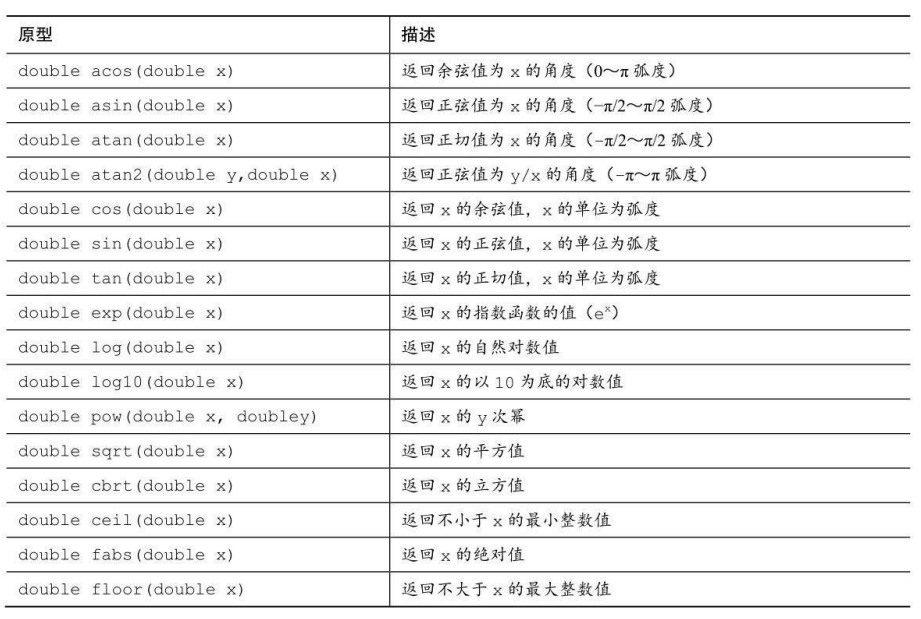 原型 描述
double acos(double x) 返回余弦值为 x 的角度（0～π 弧度）
double asin(double x) 返回正弦值为 x 的角度（−π/2～π/2 弧度）
double atan(double x) 返回正切值为 x 的角度（−π/2～π/2 弧度）
double atan2(double y,double x) 返回正弦值为 y/x 的角度（−π～π 弧度）
double cos(double x) 返回 x 的余弦值，x 的单位为弧度
double sin(double x) 返回 x 的正弦值，x 的单位为弧度
double tan(double x) 返回 x 的正切值，x 的单位为弧度
double exp(double x) 返回 x 的指数函数的值（eˣ）
double log(double x) 返回 x 的自然对数值
double log10(double x) 返回 x 的以 10 为底的对数值
double pow(double x, doubley) 返回 x 的 y 次幂
double sqrt(double x) 返回 x 的平方值
double cbrt(double x) 返回 x 的立方值
double ceil(double x) 返回不小于 x 的最小整数值
double fabs(double x) 返回 x 的绝对值
double floor(double x) 返回不大于 x 的最大整数值